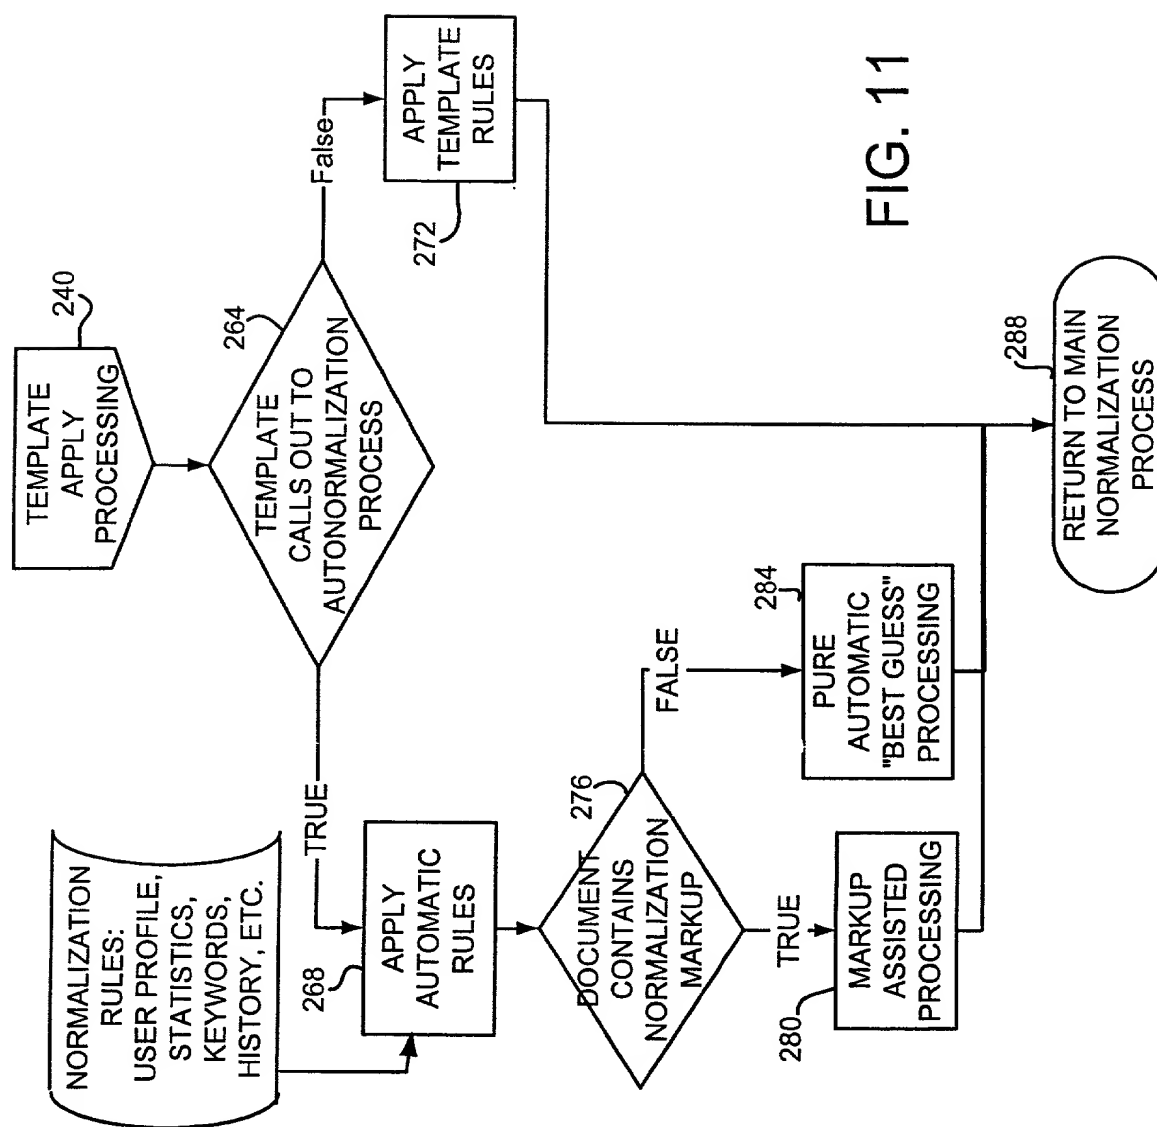 TEMPLATE
APPLY
PROCESSING
240
TEMPLATE
CALLS OUT TO
AUTONORMALIZATION
PROCESS
264
False
TRUE
APPLY
TEMPLATE
RULES
272
NORMALIZATION
RULES:
USER PROFILE,
STATISTICS,
KEYWORDS,
HISTORY, ETC.
APPLY
AUTOMATIC
RULES
268
DOCUMENT
CONTAINS
NORMALIZATION
MARKUP
276
FALSE
TRUE
PURE
AUTOMATIC
"BEST GUESS"
PROCESSING
284
MARKUP
ASSISTED
PROCESSING
280
RETURN TO MAIN
NORMALIZATION
PROCESS
288
FIG. 11